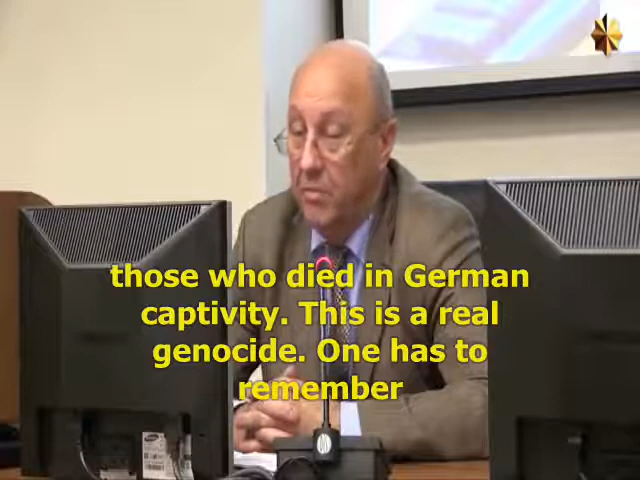 those who died in German
captivity. This is a real
genocide. One has to
remember